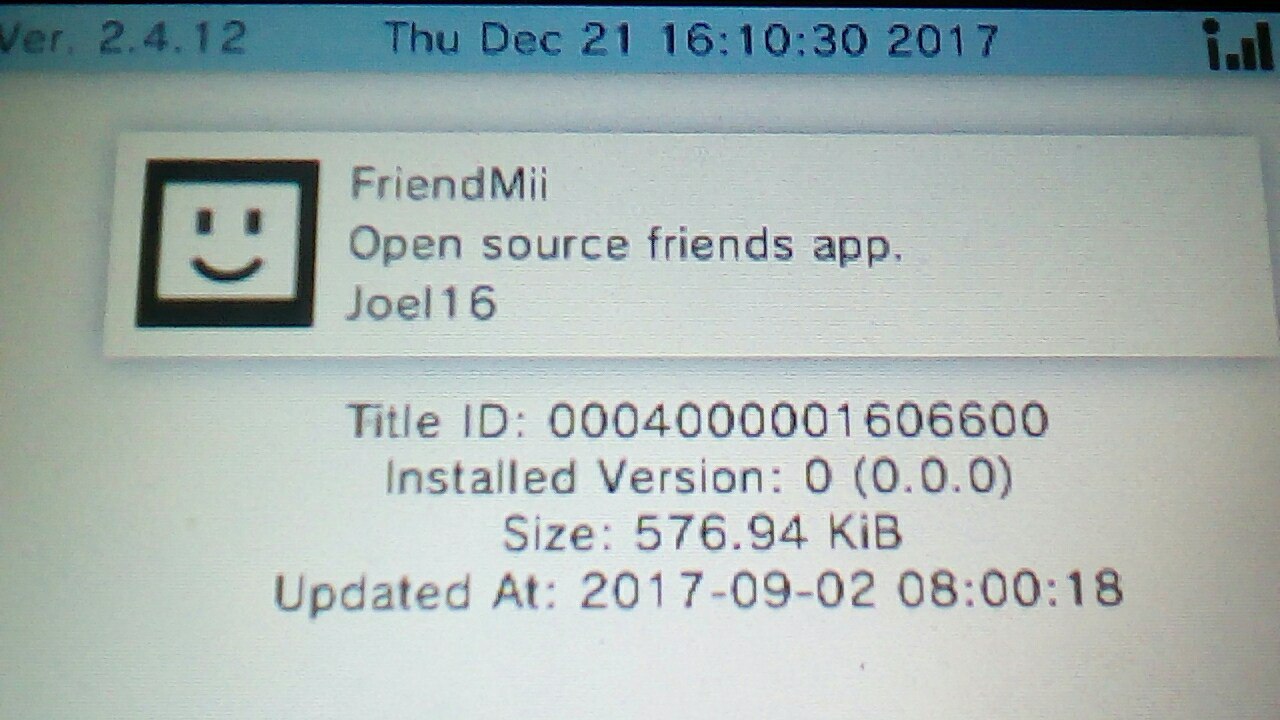 Ver. 2.4.12 Thu Dec 21 16:10:30 2017
FriendMii
Open source friends app.
Joel16
Title ID: 0004000001606600
Installed Version: 0 (0.0.0)
Size: 576.94 KiB
Updated At: 2017-09-02 08:00:18